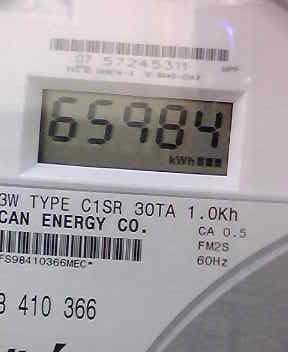 07 57245311
65984
kWh
3W TYPE C1SR 30TA 1.0Kh
CAN ENERGY CO.
CA 0.5
FM2S
60Hz
FS98410366MEC*
3 410 366